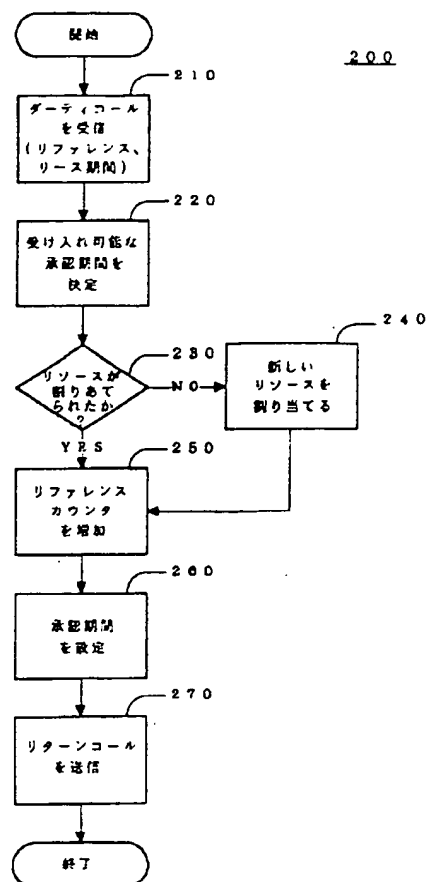 開始
200
210
ダーティコール
を受信
(リファレンス、
リース期間)
220
受け入れ可能な
承認期間を
決定
230
リソースが
割りあて
られたか
?
NO
240
新しい
リソースを
割り当てる
YES
250
リファレンス
カウンタ
を増加
260
承認期間
を設定
270
リターンコール
を送信
終了